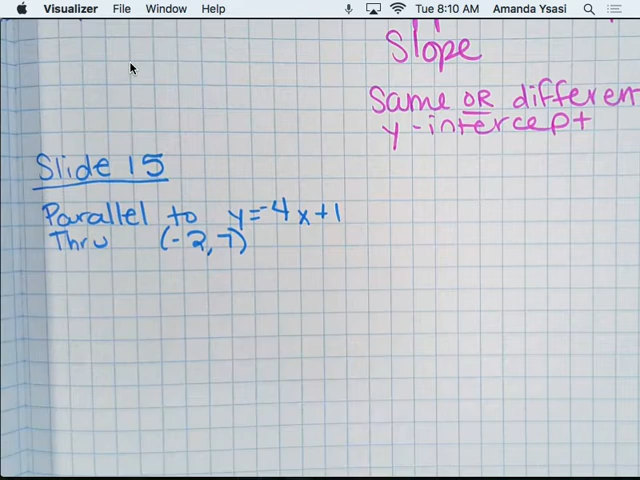 Visualizer File Window Help Tue 8:10 AM Amanda Ysasi
Slope
Same OR differen
y-intercept
Slide 15
Parallel to y=-4x+1
Thru (-2,7)